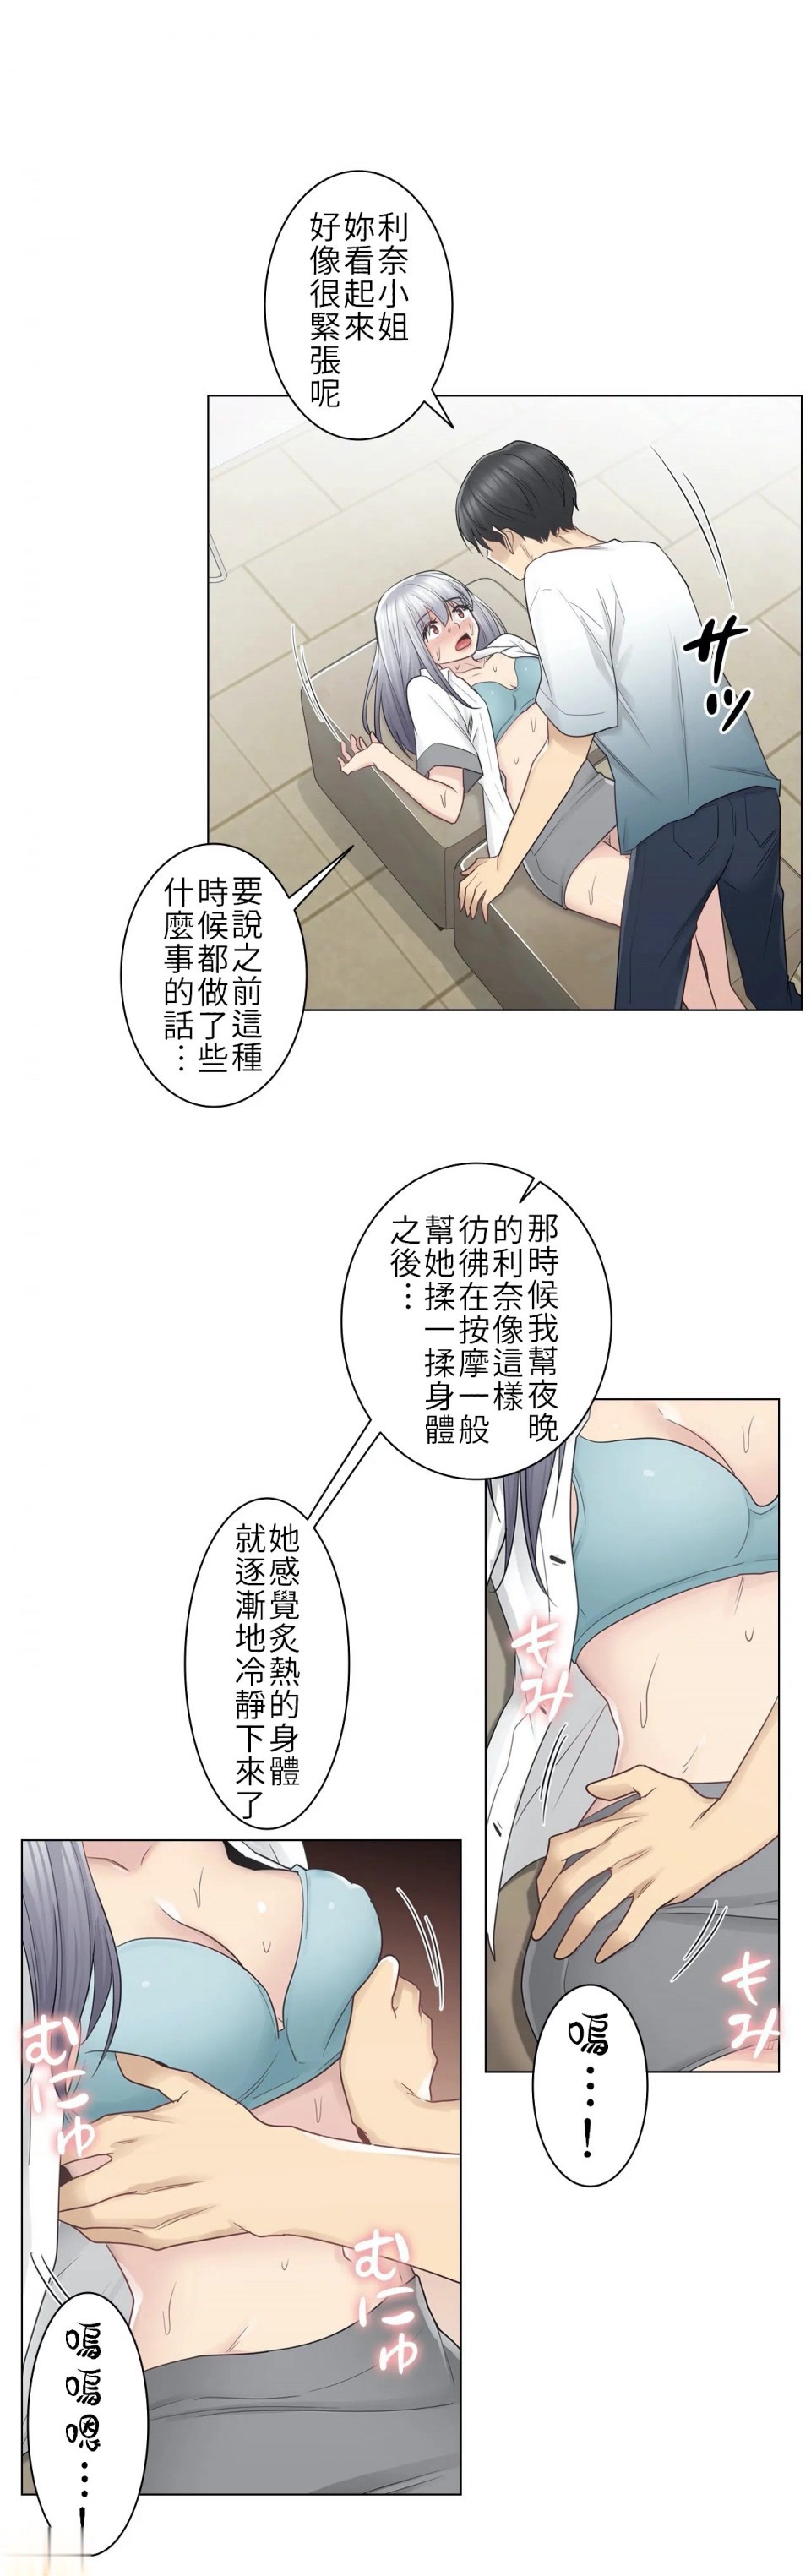 利奈小姐
妳看起來
好像很緊張呢
サッ
要說之前這種
時候都做了些
什麼事的話…
那時候我幫夜晚
的利奈像這樣
彷彿在按摩一般
幫她揉一揉身體
之後…
她感覺炙熱的身體
就逐漸地冷靜下來了
もみ
もみ
嗚…！
むにゅ
むにゅ
嗚嗚嗯…！